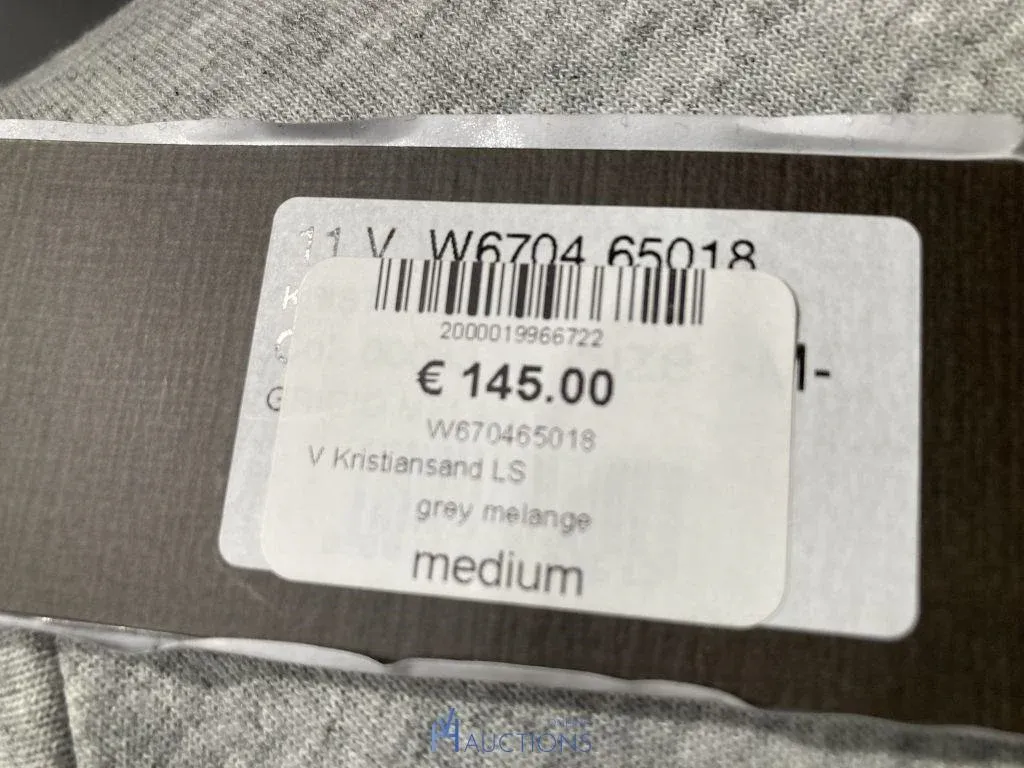 11 V W6704 65018
2000019966722
€ 145.00
W670465018
V Kristiansand LS
grey melange
medium
AUCTIONS